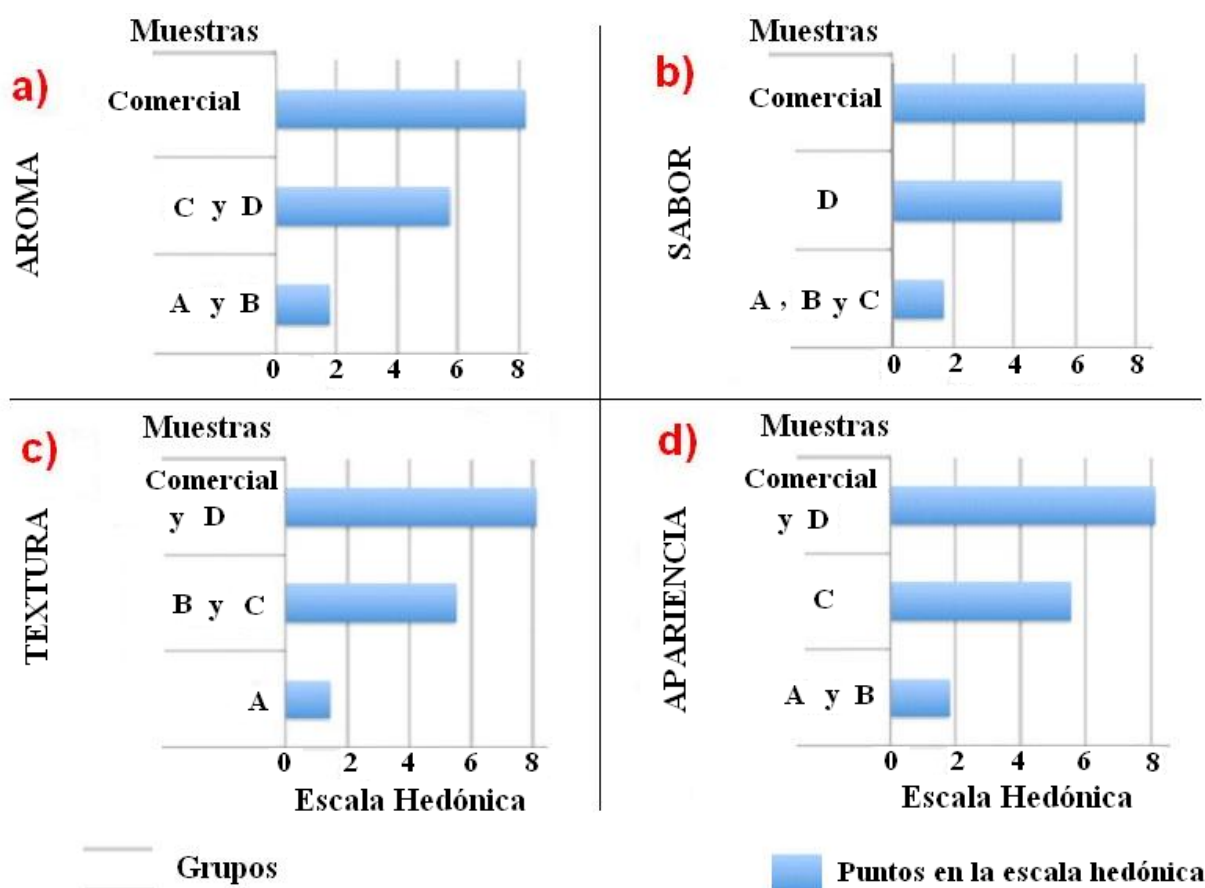 a)
Muestras
AROMA
Comercial
C y D
A y B
0 2 4 6 8
b)
Muestras
SABOR
Comercial
D
A , B y C
0 2 4 6 8
c)
Muestras
TEXTURA
Comercial
y D
B y C
A
0 2 4 6 8
Escala Hedónica
d)
Muestras
APARIENCIA
Comercial
y D
C
A y B
0 2 4 6 8
Escala Hedónica
Grupos
Puntos en la escala hedónica